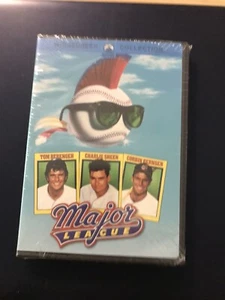 TOM BERENGER
CHARLIE SHEEN
CORBIN BERNSEN
Major
LEAGUE